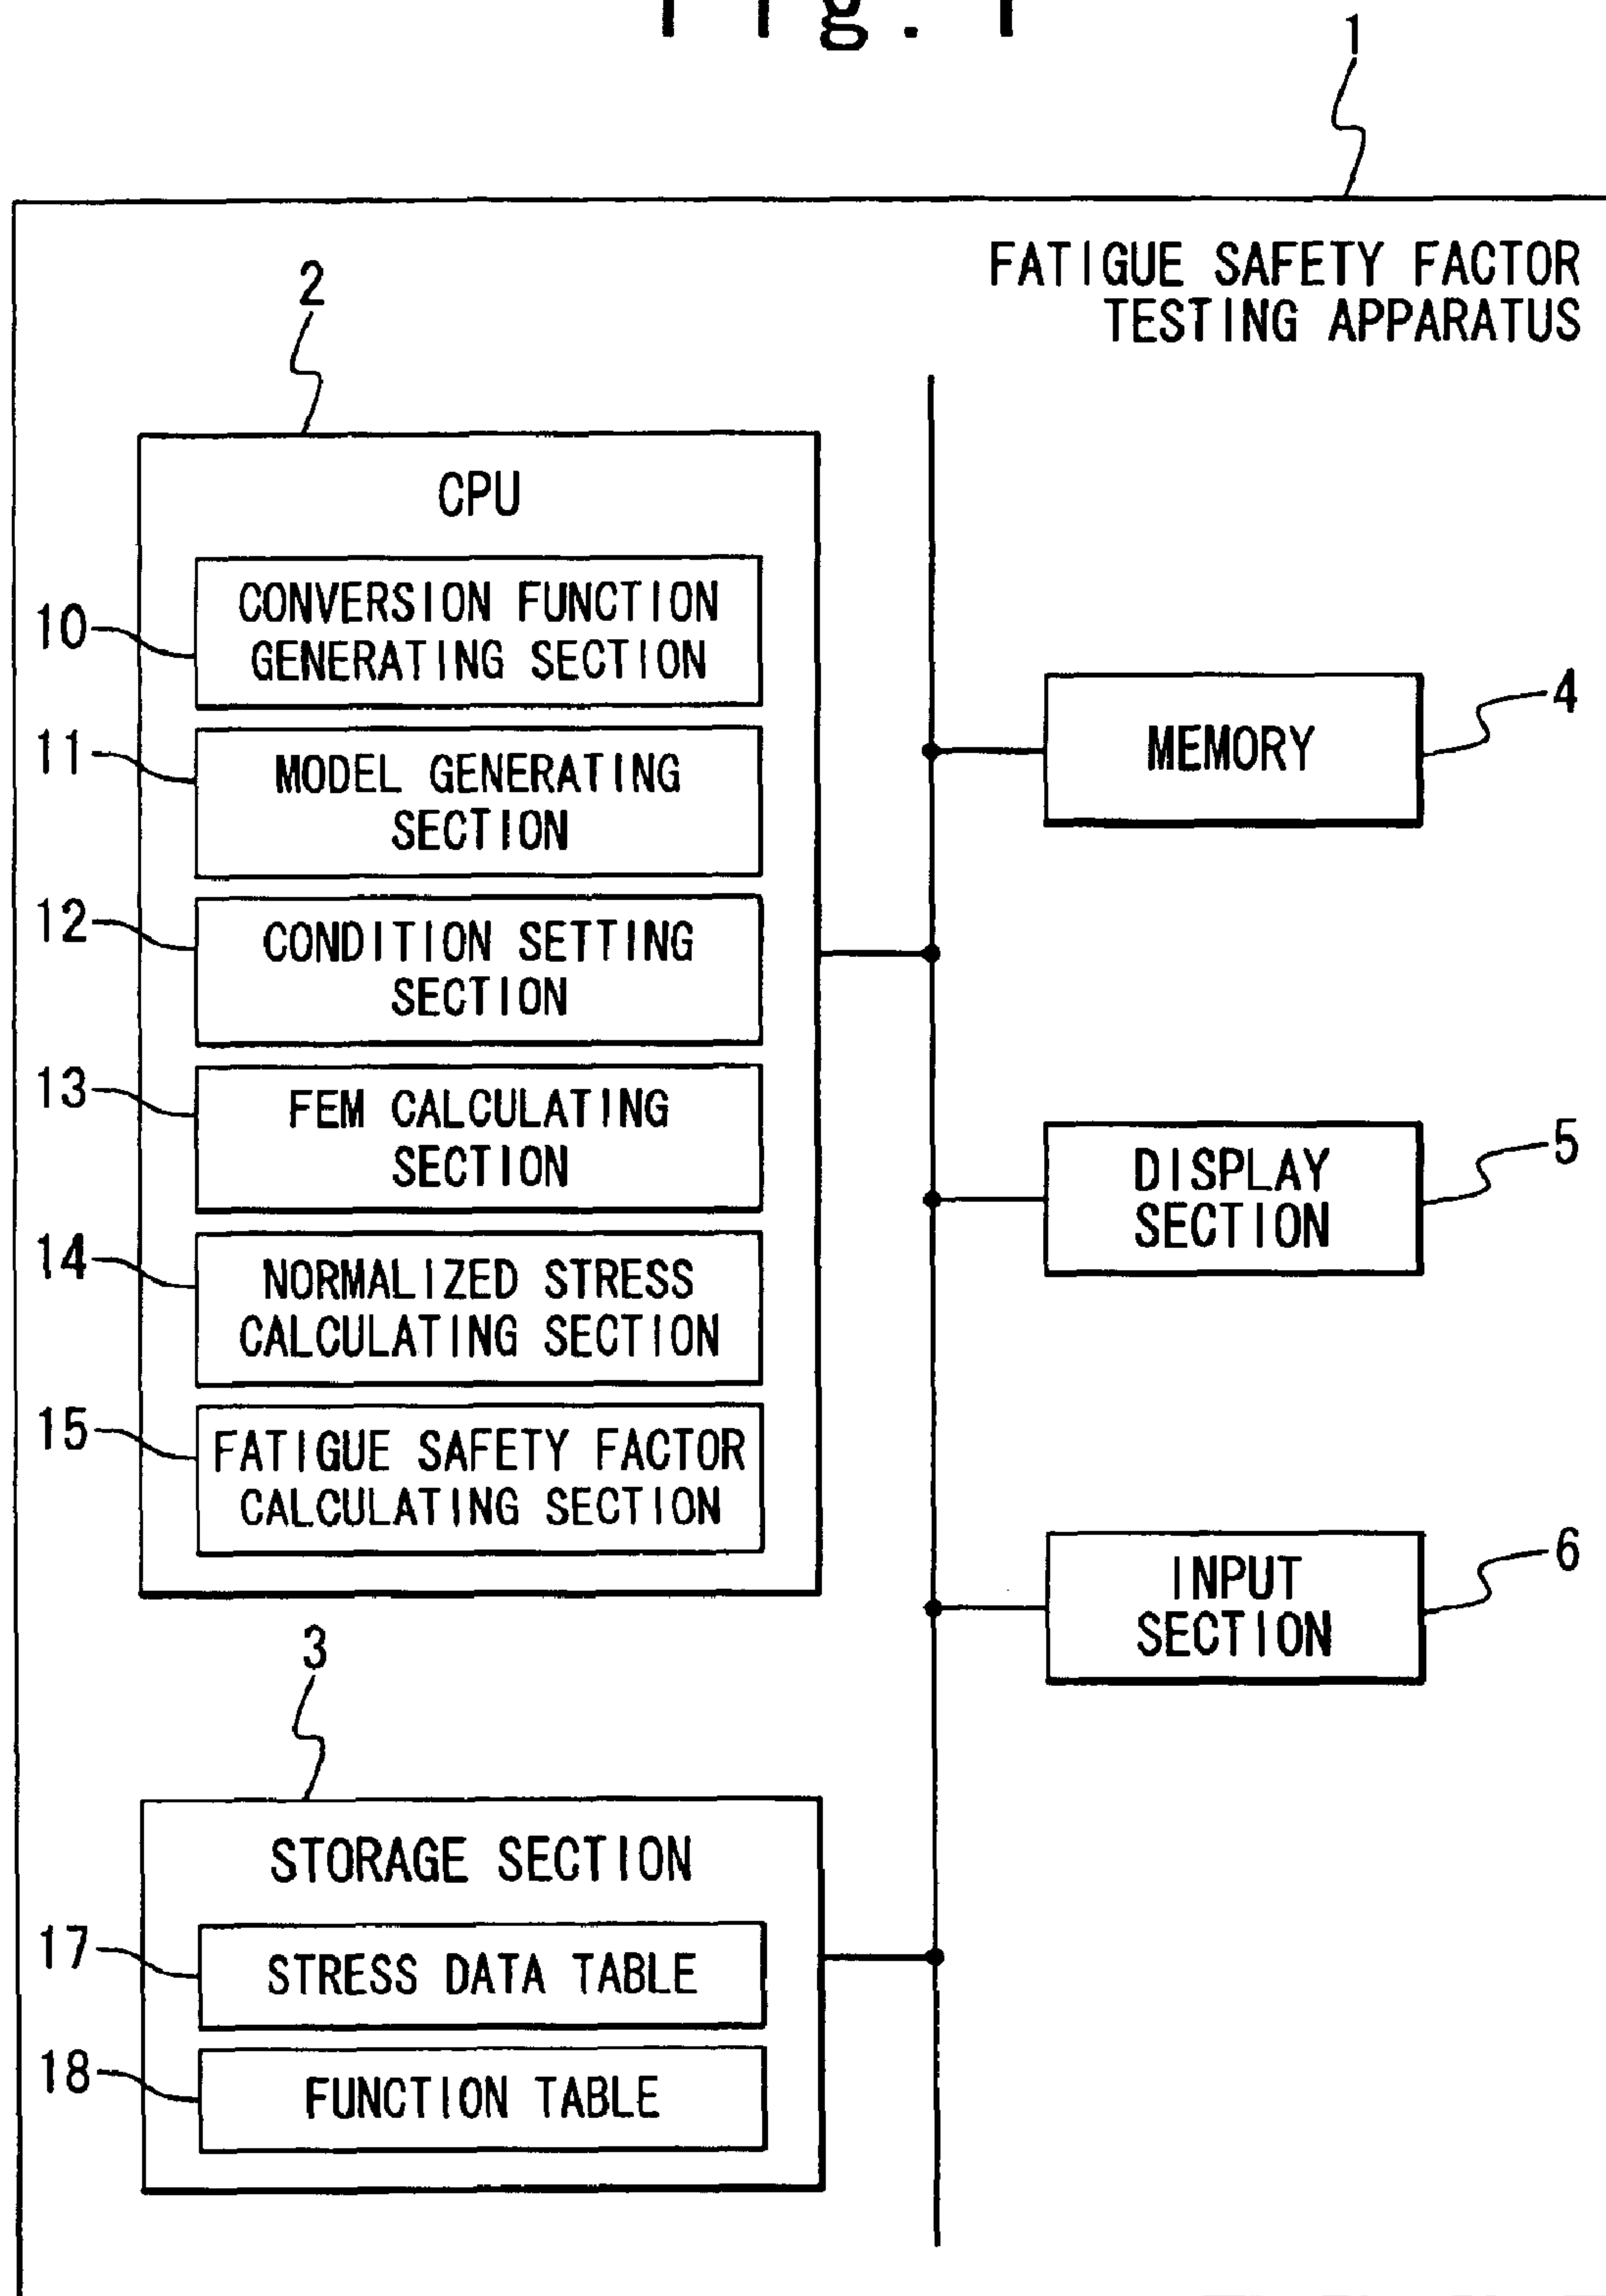 Fig. 1
1
FATIGUE SAFETY FACTOR
TESTING APPARATUS
2
CPU
10
CONVERSION FUNCTION
GENERATING SECTION
11
MODEL GENERATING
SECTION
12
CONDITION SETTING
SECTION
13
FEM CALCULATING
SECTION
14
NORMALIZED STRESS
CALCULATING SECTION
15
FATIGUE SAFETY FACTOR
CALCULATING SECTION
3
STORAGE SECTION
17
STRESS DATA TABLE
18
FUNCTION TABLE
MEMORY
4
DISPLAY
SECTION
5
INPUT
SECTION
6